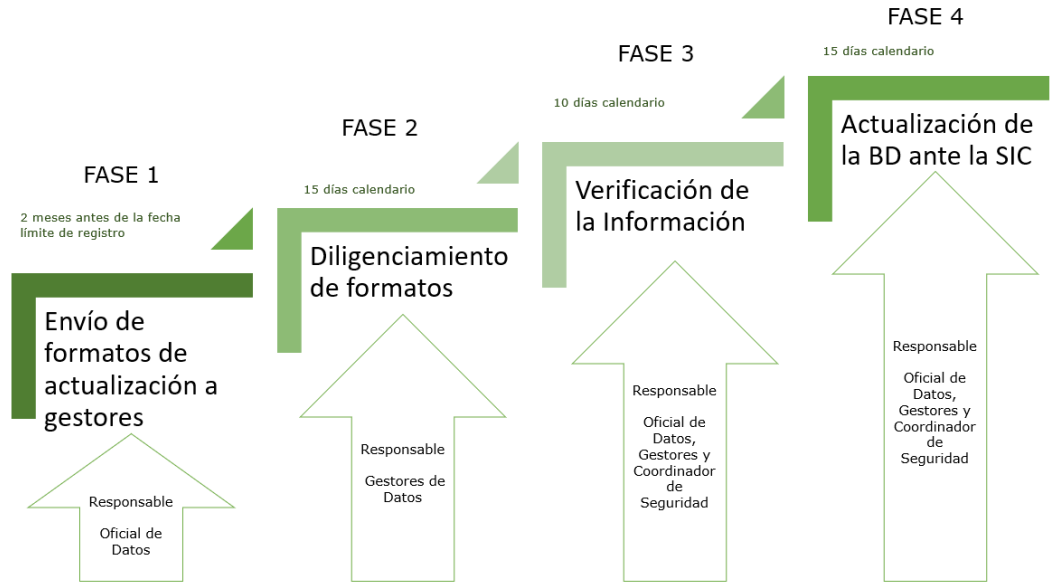 FASE 1
2 meses antes de la fecha
límite de registro
Envío de
formatos de
actualización a
gestores
Responsable
Oficial de
Datos
FASE 2
15 días calendario
Diligenciamiento
de formatos
Responsable
Gestores de
Datos
FASE 3
10 días calendario
Verificación de
la Información
Responsable
Oficial de
Datos,
Gestores y
Coordinador
de
Seguridad
FASE 4
15 días calendario
Actualización de
la BD ante la SIC
Responsable
Oficial de
Datos,
Gestores y
Coordinador
de
Seguridad